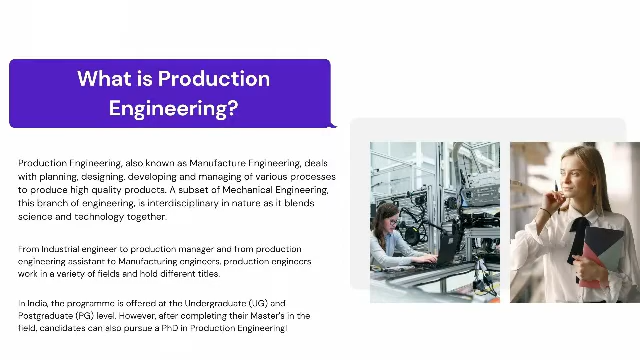 What is Production
Engineering?
Production Engineering, also known as Manufacture Engineering, deals
with planning, designing, developing and managing of various processes
to produce high quality products. A subset of Mechanical Engineering,
this branch of engineering, is interdisciplinary in nature as it blends
science and technology together.
From Industrial engineer to production manager and from production
engineering assistant to Manufacturing engineers, production engineers
work in a variety of fields and hold different titles.
In India, the programme is offered at the Undergraduate (UG) and
Postgraduate (PG) level. However, after completing their Master's in the
field, candidates can also pursue a PhD in Production Engineering!